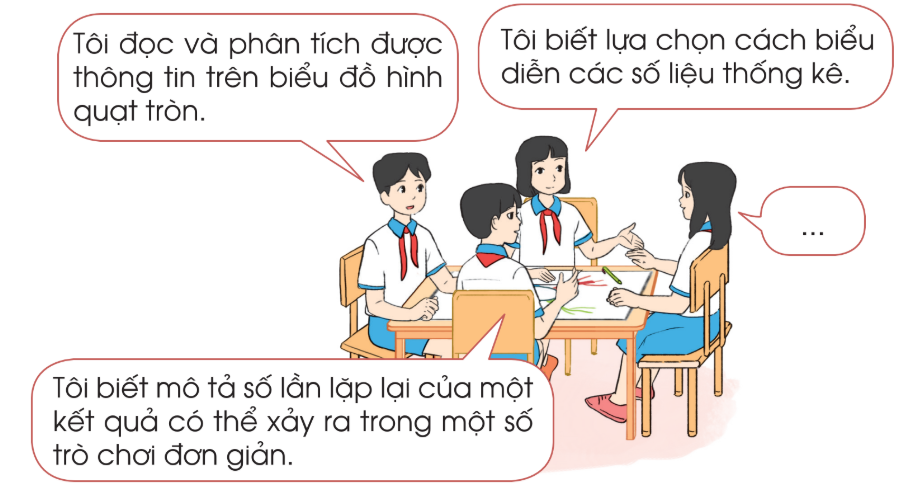 Tôi đọc và phân tích được
thông tin trên biểu đồ hình
quạt tròn.
Tôi biết lựa chọn cách biểu
diễn các số liệu thống kê.
...
Tôi biết mô tả số lần lặp lại của một
kết quả có thể xảy ra trong một số
trò chơi đơn giản.